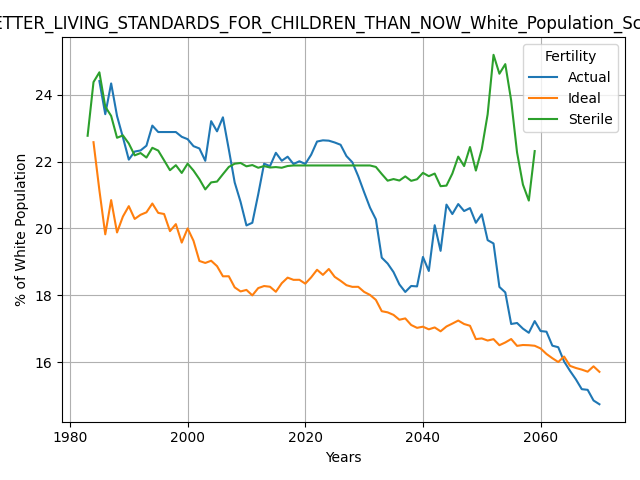 ETTER_LIVING_STANDARDS_FOR_CHILDREN_THAN_NOW_White_Population_Sc
Fertility
Actual
Ideal
Sterile
% of White Population
24
22
20
18
16
1980
2000
2020
2040
2060
Years